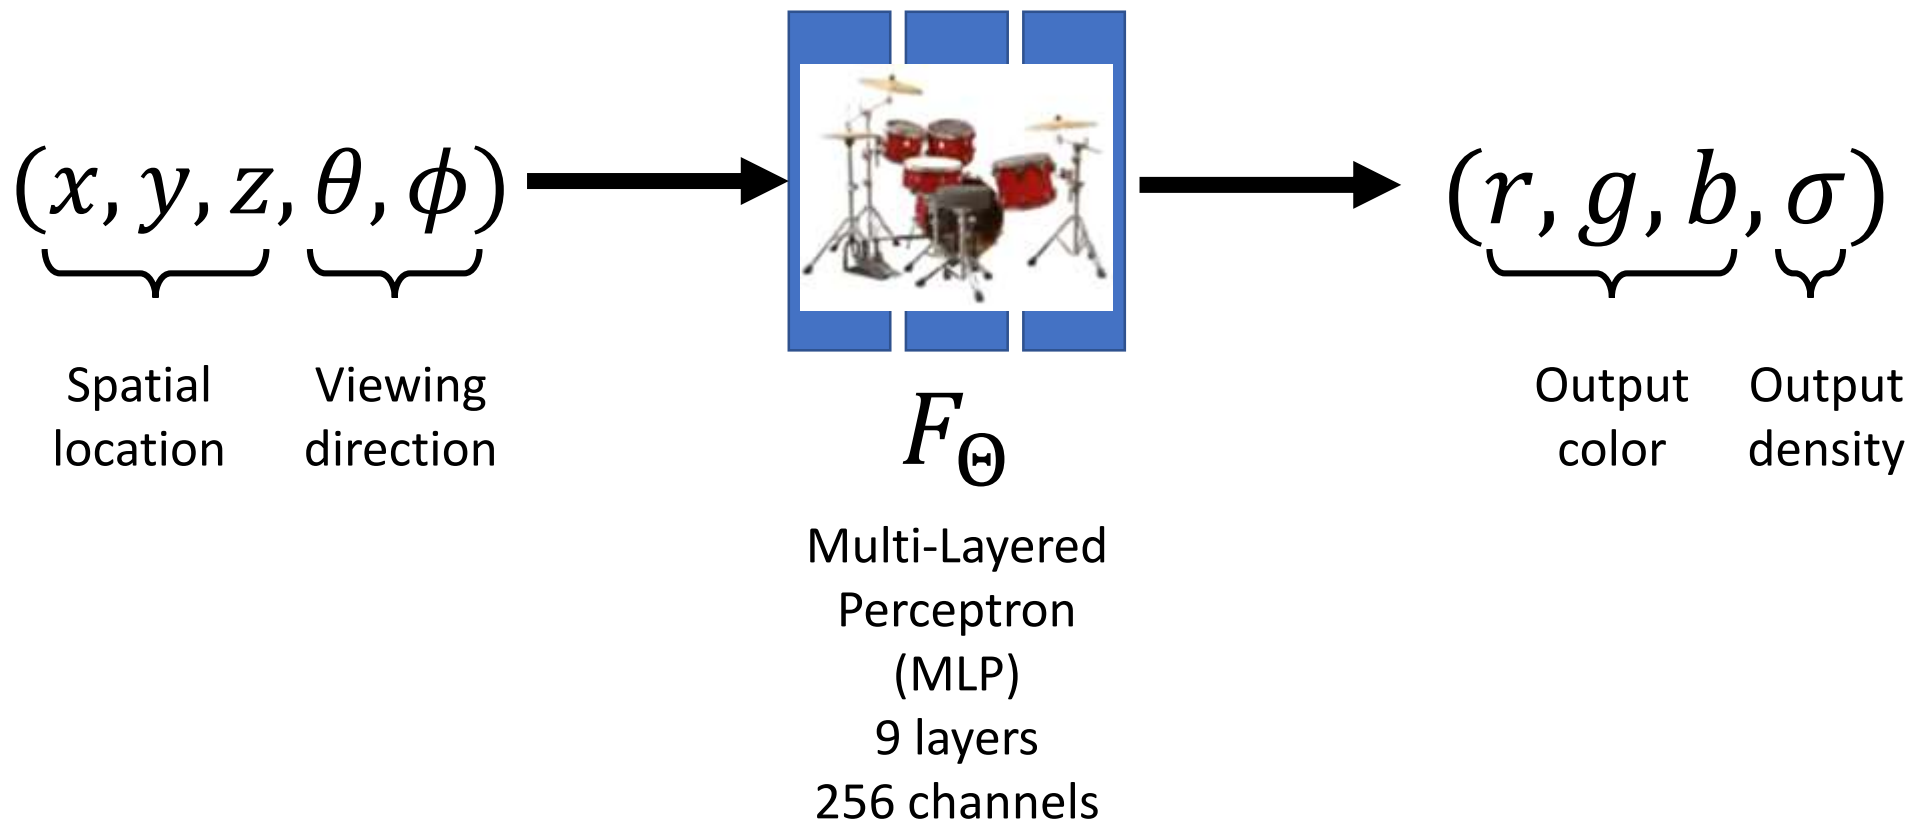 (x, y, z, θ, ϕ)
Spatial
location
Viewing
direction
F_Θ
Multi-Layered
Perceptron
(MLP)
9 layers
256 channels
(r, g, b, σ)
Output
color
Output
density